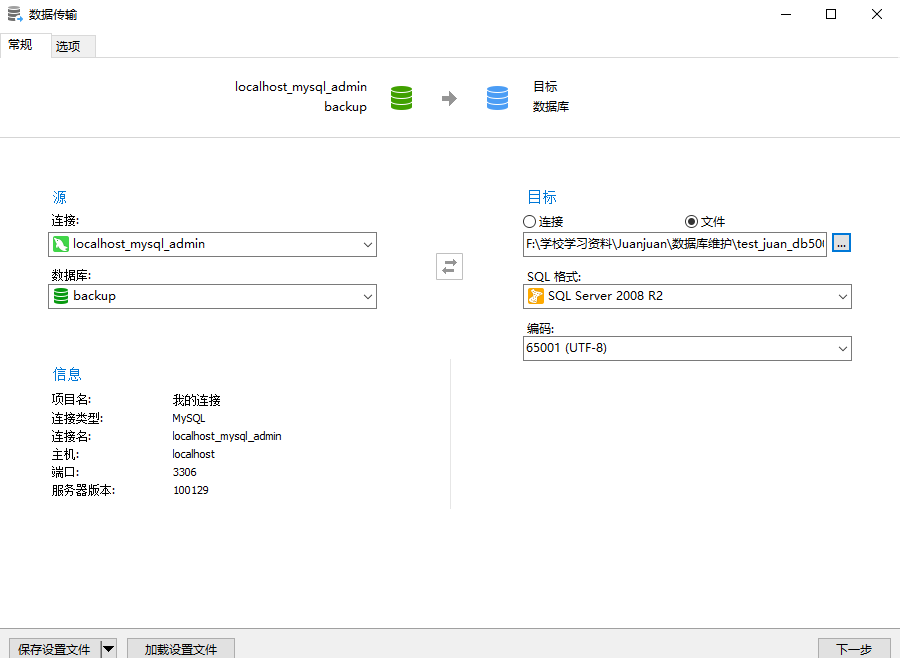 数据传输
常规
选项
localhost_mysql_admin
backup
目标
数据库
源
连接:
localhost_mysql_admin
数据库:
backup
目标
连接
文件
F:\学校学习资料\Juanjuan\数据库维护\test_juan_db50
...
SQL 格式:
SQL Server 2008 R2
编码:
65001 (UTF-8)
信息
项目名: 我的连接
连接类型: MySQL
连接名: localhost_mysql_admin
主机: localhost
端口: 3306
服务器版本: 100129
保存设置文件
加载设置文件
下一步